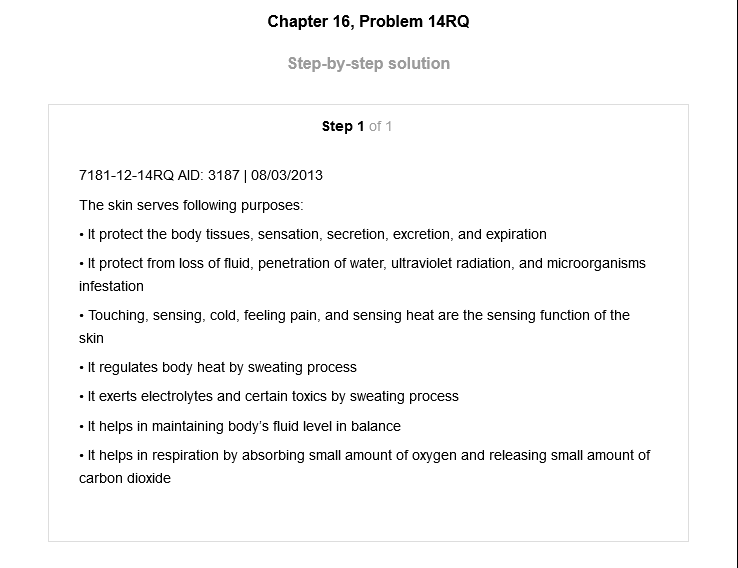 Chapter 16, Problem 14RQ
Step-by-step solution
Step 1 of 1
7181-12-14RQ AID: 3187 | 08/03/2013
The skin serves following purposes:
• It protect the body tissues, sensation, secretion, excretion, and expiration
• It protect from loss of fluid, penetration of water, ultraviolet radiation, and microorganisms
infestation
• Touching, sensing, cold, feeling pain, and sensing heat are the sensing function of the
skin
• It regulates body heat by sweating process
• It exerts electrolytes and certain toxics by sweating process
• It helps in maintaining body’s fluid level in balance
• It helps in respiration by absorbing small amount of oxygen and releasing small amount of
carbon dioxide